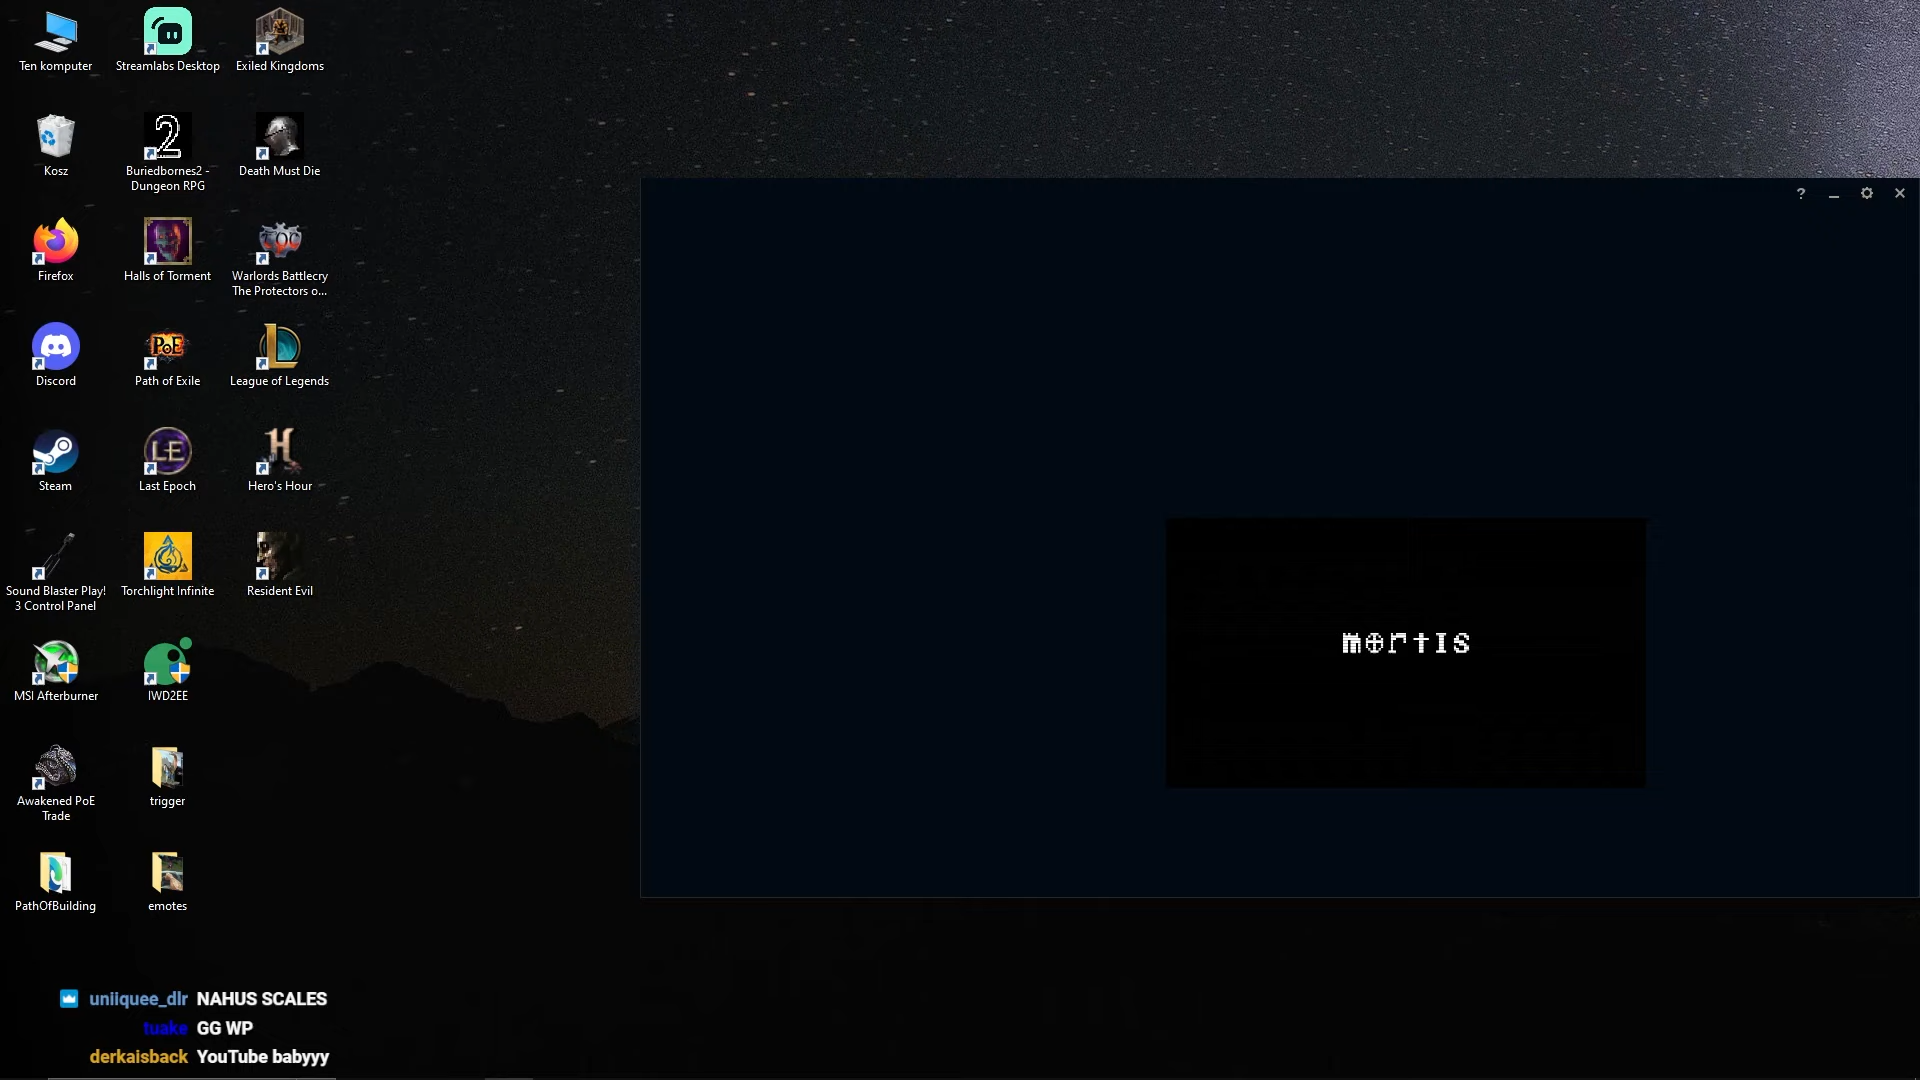 Ten komputer
Streamlabs Desktop
Exiled Kingdoms
Kosz
2
Buriedbornes2 -
Dungeon RPG
Death Must Die
Firefox
Halls of Torment
Warlords Battlecry
The Protectors o...
Discord
PoE
Path of Exile
League of Legends
Steam
LE
Last Epoch
H
Hero's Hour
Sound Blaster Play!
3 Control Panel
Torchlight Infinite
Resident Evil
MSI Afterburner
IWD2EE
Awakened PoE
Trade
trigger
PathOfBuilding
emotes
?
mortIS
uniiquee_dlr NAHUS SCALES
tuake GG WP
derkaisback YouTube babyyy